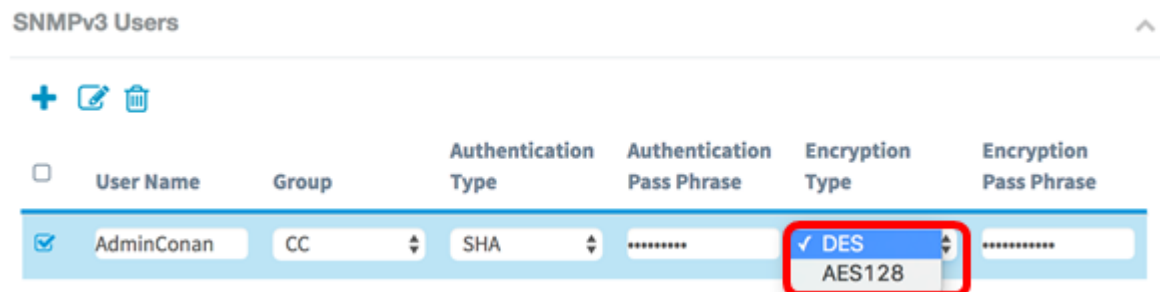 SNMPv3 Users
Authentication Authentication Encryption Encryption
User Name Group Type Pass Phrase Type Pass Phrase
AdminConan CC SHA ••••••••• ✓ DES •••••••••••
AES128